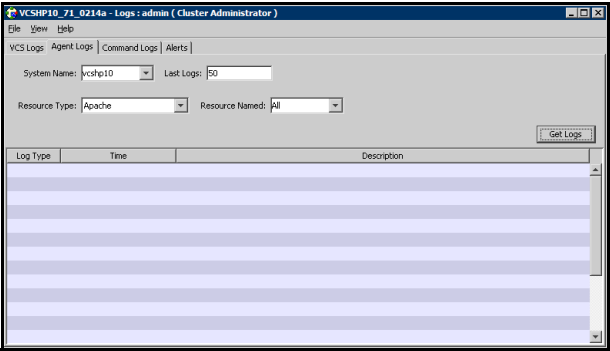 VCSHP10_71_0214a - Logs : admin ( Cluster Administrator )
File View Help
VCS Logs Agent Logs Command Logs Alerts
System Name: vcshp10 Last Logs: 50
Resource Type: Apache Resource Named: All
Get Logs
Log Type Time Description